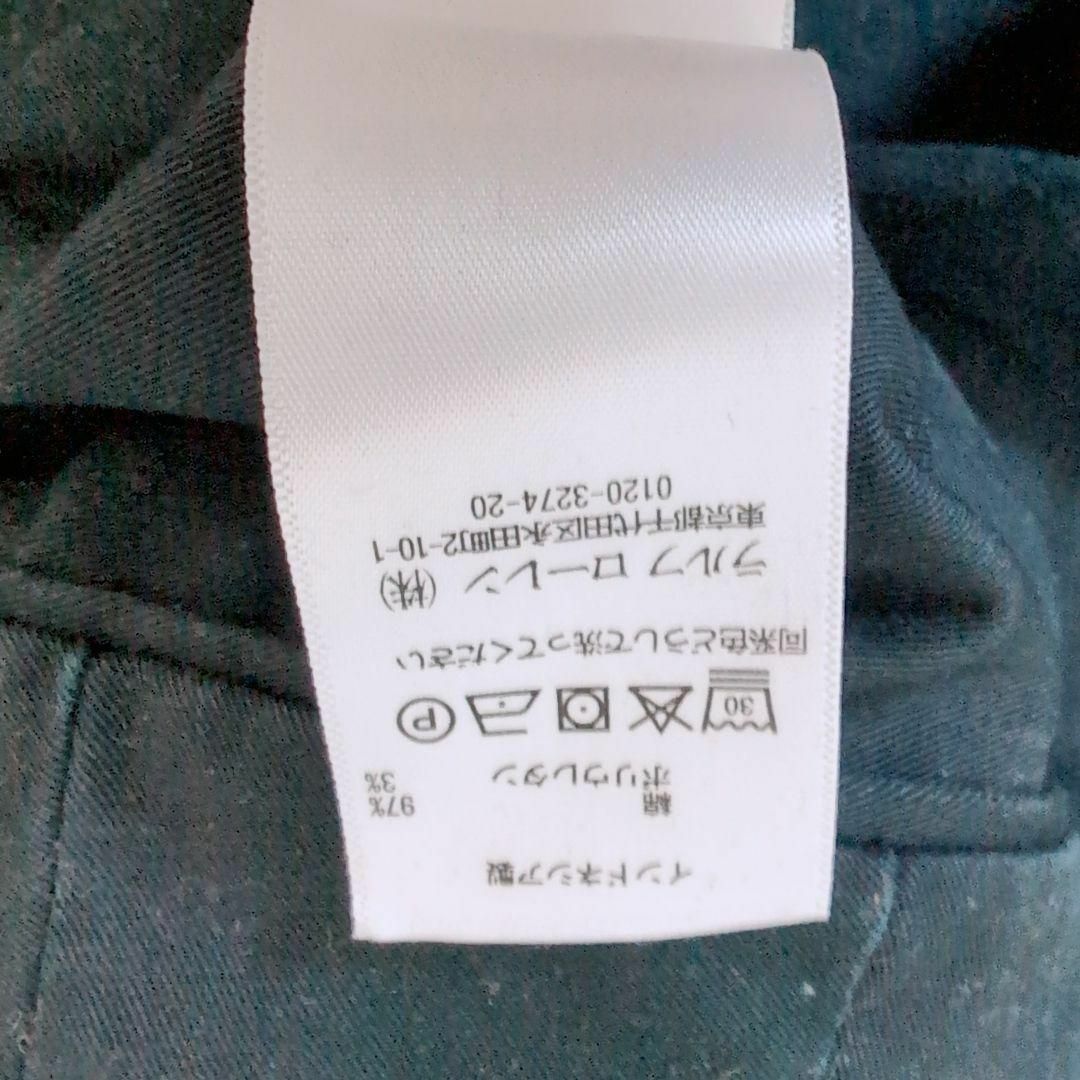 インドネシア製
綿 97%
ポリウレタン 3%
30 P
同系色どうしで洗ってください
ラルフ ローレン (株)
東京都千代田区永田町2-10-1
0120-3274-20